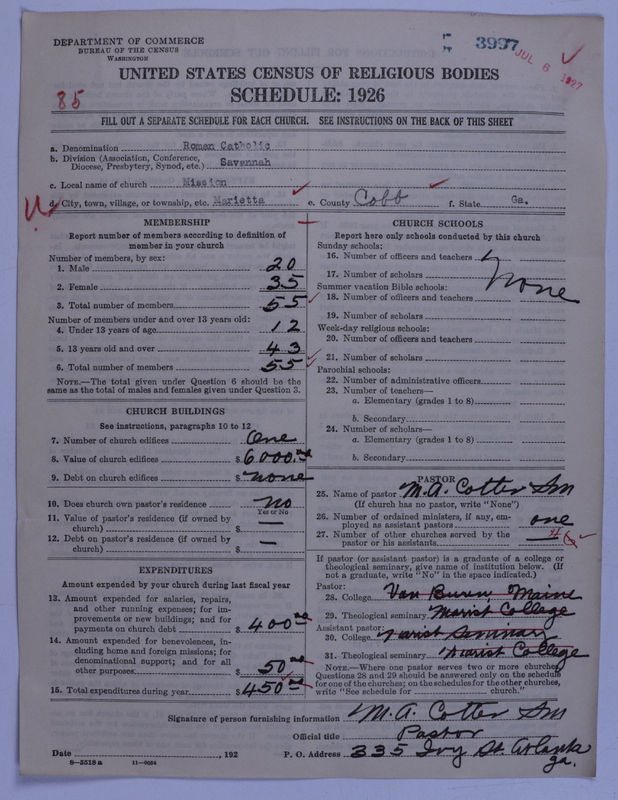 DEPARTMENT OF COMMERCE
BUREAU OF THE CENSUS
WASHINGTON
3997
JUL 6 1927
UNITED STATES CENSUS OF RELIGIOUS BODIES
85
SCHEDULE: 1926
FILL OUT A SEPARATE SCHEDULE FOR EACH CHURCH. SEE INSTRUCTIONS ON THE BACK OF THIS SHEET
a. Denomination Roman Catholic
b. Division (Association, Conference, Diocese, Presbytery, Synod, etc.) Savannah
c. Local name of church Mission
d. City, town, village, or township, etc. Marietta e. County Cobb f. State Ga.
MEMBERSHIP
Report number of members according to definition of
member in your church
Number of members, by sex:
1. Male 20
2. Female 35
3. Total number of members 55
Number of members under and over 13 years old:
4. Under 13 years of age 12
5. 13 years old and over 43
6. Total number of members 55
NOTE.—The total given under Question 6 should be
same as the total of males and females given under Question 3.
CHURCH BUILDINGS
See instructions, paragraphs 10 to 12
7. Number of church edifices One
8. Value of church edifices $ 6000.00
9. Debt on church edifices $ none
10. Does church own pastor's residence no
Yes or No
11. Value of pastor's residence (if owned by
church) $ —
12. Debt on pastor's residence (if owned by
church) $ —
EXPENDITURES
Amount expended by your church during last fiscal year
13. Amount expended for salaries, repairs,
and other running expenses; for im-
provements or new buildings; and for
payments on church debt $ 400.00
14. Amount expended for benevolences, in-
cluding home and foreign missions; for
denominational support; and for all
other purposes $ 50.00
15. Total expenditures during year $ 450.00
CHURCH SCHOOLS
Report here only schools conducted by this church
Sunday schools:
16. Number of officers and teachers
17. Number of scholars
none
Summer vacation Bible schools:
18. Number of officers and teachers
19. Number of scholars
Week-day religious schools:
20. Number of officers and teachers
21. Number of scholars
Parochial schools:
22. Number of administrative officers
23. Number of teachers—
a. Elementary (grades 1 to 8)
b. Secondary
24. Number of scholars—
a. Elementary (grades 1 to 8)
b. Secondary
PASTOR
25. Name of pastor M. A. Cotter Sm
(If church has no pastor, write "None")
26. Number of ordained ministers, if any, em-
ployed as assistant pastors one
27. Number of other churches served by the
pastor or his assistants
If pastor (or assistant pastor) is a graduate of a college or
theological seminary, give name of institution below. (If
not a graduate, write "No" in the space indicated.)
Pastor:
28. College Van Buren, Maine
29. Theological seminary Marist College
Assistant pastor:
30. College Marist Seminary
31. Theological seminary Marist College
NOTE.—Where one pastor serves two or more churches,
Questions 28 and 29 should be answered only on the schedule
for one of the churches; on the schedules for the other churches,
write "See schedule for church."
Signature of person furnishing information M. A. Cotter Sm
Official title Pastor
Date , 192 P. O. Address 335 Ivy St. Atlanta
Ga.
8—5518 a 11—9684